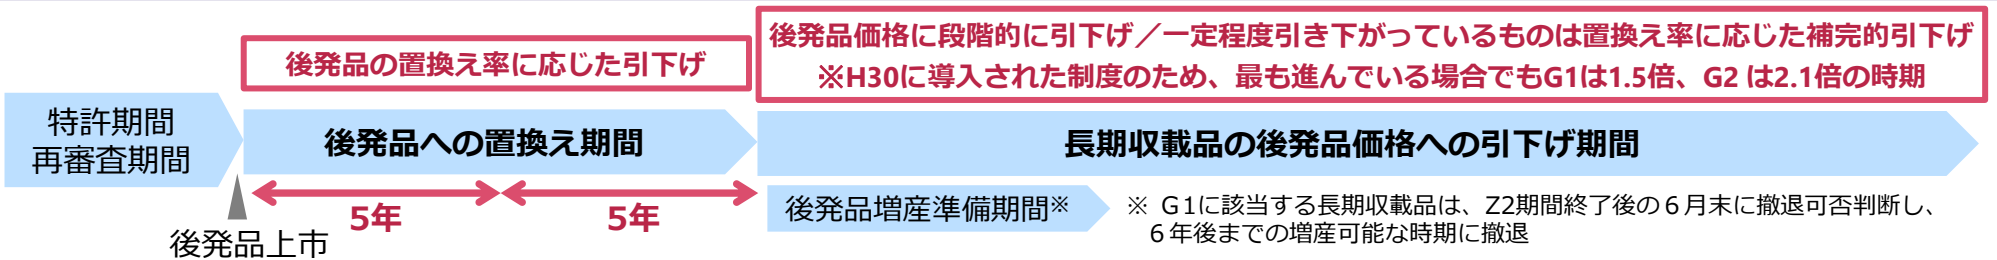 後発品の置換え率に応じた引下げ
後発品価格に段階的に引下げ／一定程度引き下がっているものは置換え率に応じた補完的引下げ
※H30に導入された制度のため、最も進んでいる場合でもG1は1.5倍、G2 は2.1倍の時期
特許期間
再審査期間
後発品への置換え期間
長期収載品の後発品価格への引下げ期間
5年
5年
後発品上市
後発品増産準備期間※
※ G1に該当する長期収載品は、Z2期間終了後の６月末に撤退可否判断し、
６年後までの増産可能な時期に撤退